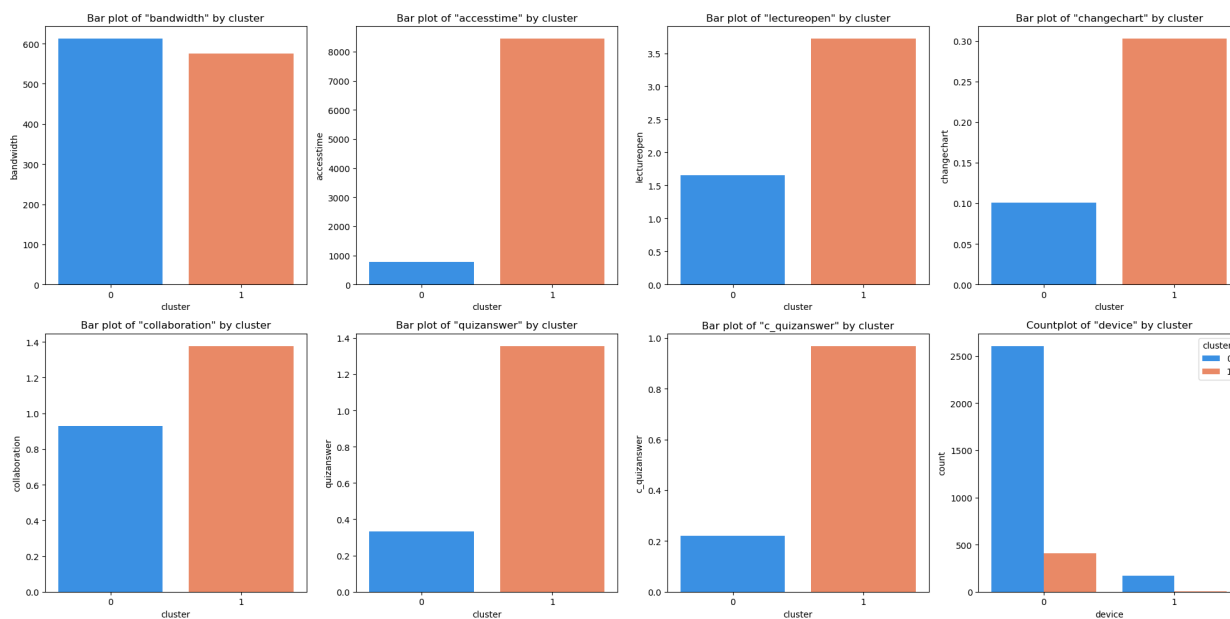 Bar plot of "bandwidth" by cluster
600
500
400
300
200
100
0
bandwidth
0 1
cluster
Bar plot of "accesstime" by cluster
8000
7000
6000
5000
4000
3000
2000
1000
0
accesstime
0 1
cluster
Bar plot of "lectureopen" by cluster
3.5
3.0
2.5
2.0
1.5
1.0
0.5
0.0
lectureopen
0 1
cluster
Bar plot of "changechart" by cluster
0.30
0.25
0.20
0.15
0.10
0.05
0.00
changechart
0 1
cluster
Bar plot of "collaboration" by cluster
1.4
1.2
1.0
0.8
0.6
0.4
0.2
0.0
collaboration
0 1
cluster
Bar plot of "quizanswer" by cluster
1.4
1.2
1.0
0.8
0.6
0.4
0.2
0.0
quizanswer
0 1
cluster
Bar plot of "c_quizanswer" by cluster
1.0
0.8
0.6
0.4
0.2
0.0
c_quizanswer
0 1
cluster
Countplot of "device" by cluster
cluster
0
1
2500
2000
1500
1000
500
0
count
0 1
device